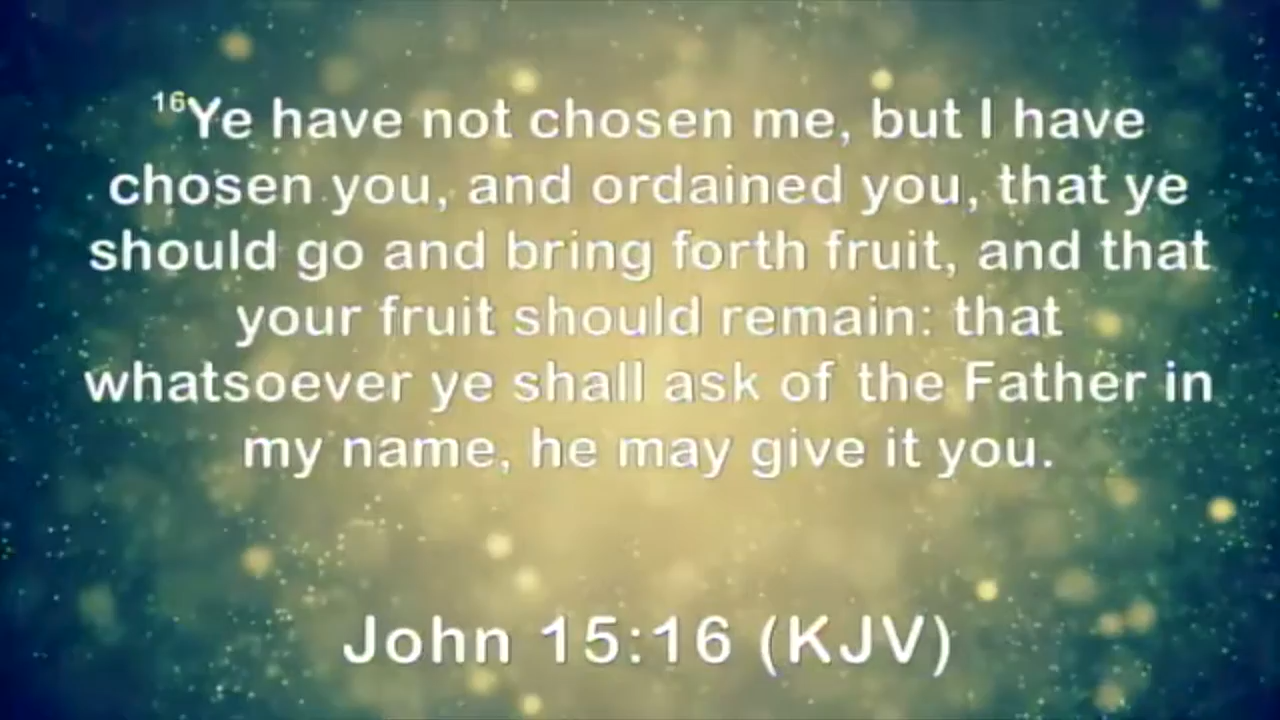 16Ye have not chosen me, but I have
chosen you, and ordained you, that ye
should go and bring forth fruit, and that
your fruit should remain: that
whatsoever ye shall ask of the Father in
my name, he may give it you.
John 15:16 (KJV)